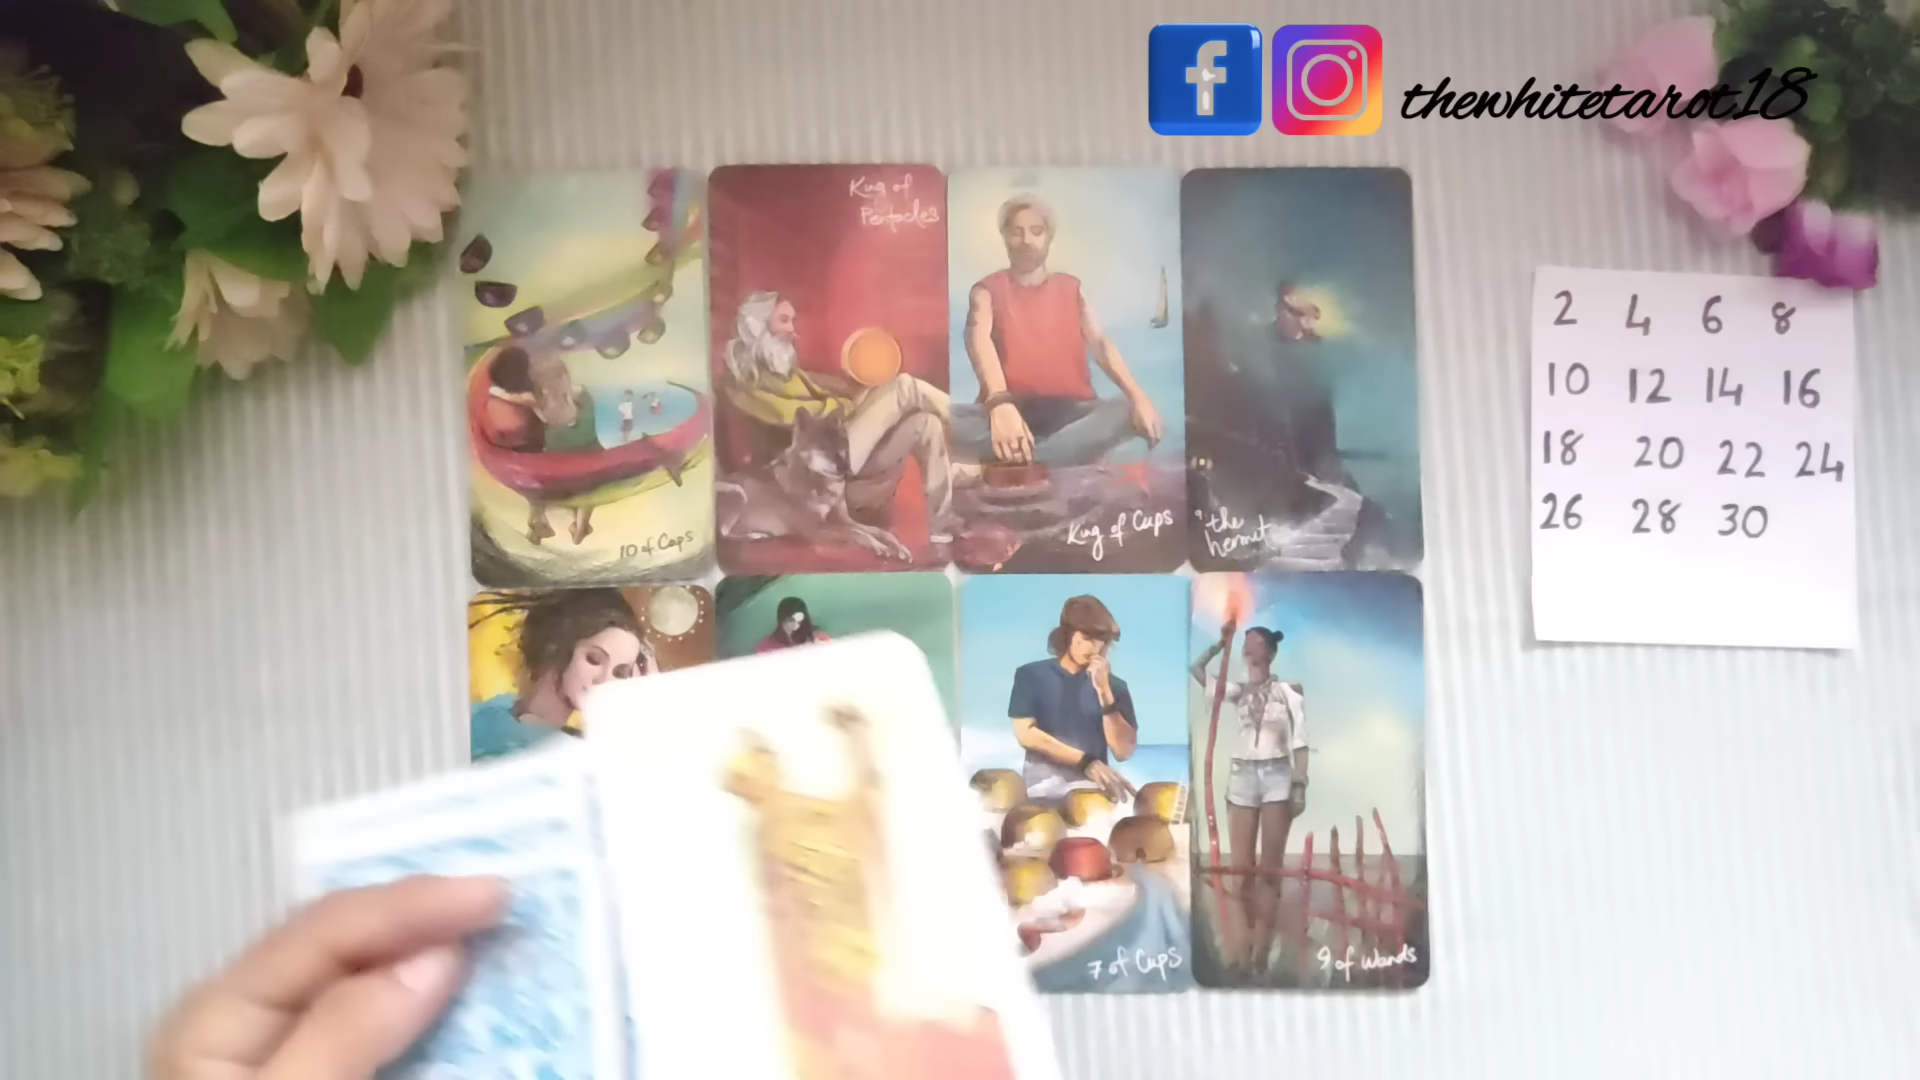 thewhitetarot18
King of
Pentacles
10 of Cups
King of Cups
the
hermit
7 of Cups
9 of Wands
2 4 6 8
10 12 14 16
18 20 22 24
26 28 30